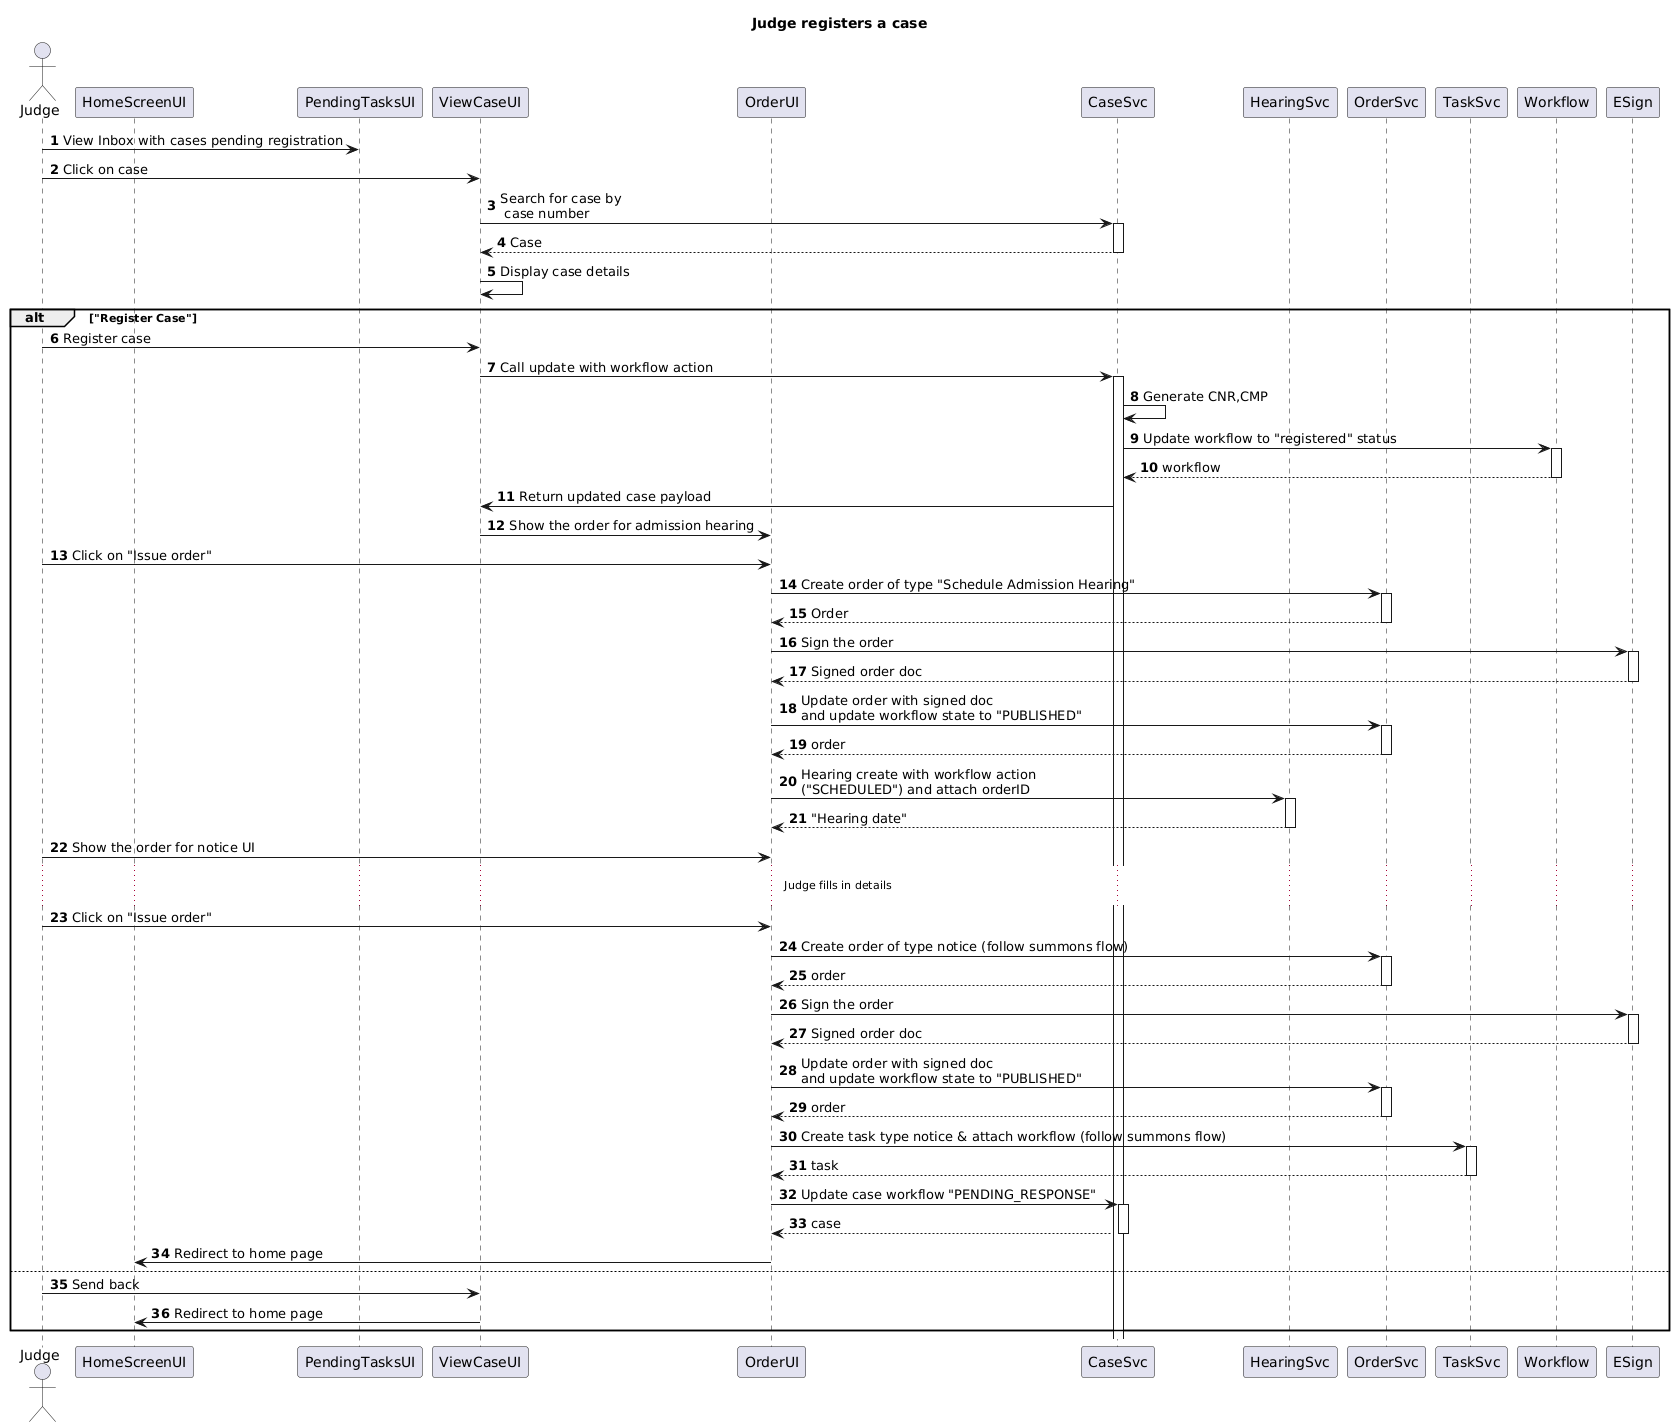 Judge registers a case
Judge
HomeScreenUI
PendingTasksUI
ViewCaseUI
OrderUI
CaseSvc
HearingSvc
OrderSvc
TaskSvc
Workflow
ESign
1 View Inbox with cases pending registration
2 Click on case
3 Search for case by
case number
4 Case
5 Display case details
alt ["Register Case"]
6 Register case
7 Call update with workflow action
8 Generate CNR,CMP
9 Update workflow to "registered" status
10 workflow
11 Return updated case payload
12 Show the order for admission hearing
13 Click on "Issue order"
14 Create order of type "Schedule Admission Hearing"
15 Order
16 Sign the order
17 Signed order doc
18 Update order with signed doc
and update workflow state to "PUBLISHED"
19 order
20 Hearing create with workflow action
("SCHEDULED") and attach orderID
21 "Hearing date"
22 Show the order for notice UI
Judge fills in details
23 Click on "Issue order"
24 Create order of type notice (follow summons flow)
25 order
26 Sign the order
27 Signed order doc
28 Update order with signed doc
and update workflow state to "PUBLISHED"
29 order
30 Create task type notice & attach workflow (follow summons flow)
31 task
32 Update case workflow "PENDING_RESPONSE"
33 case
34 Redirect to home page
35 Send back
36 Redirect to home page
Judge
HomeScreenUI
PendingTasksUI
ViewCaseUI
OrderUI
CaseSvc
HearingSvc
OrderSvc
TaskSvc
Workflow
ESign